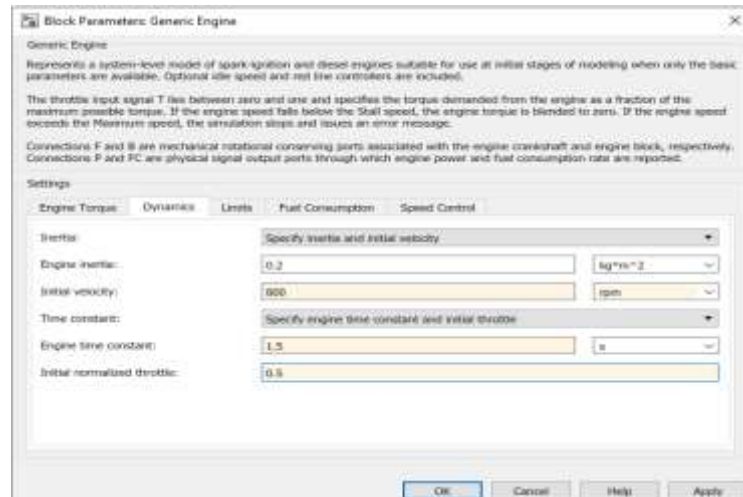 Block Parameters: Generic Engine
Generic Engine
Represents a system-level model of spark-ignition and diesel engines suitable for use at initial stages of modeling when only the basic
parameters are available. Optional idle speed and red line controllers are included.
The throttle input signal T lies between zero and one and specifies the torque demanded from the engine as a fraction of the
maximum possible torque. If the engine speed falls below the Stall speed, the engine torque is blended to zero. If the engine speed
exceeds the Maximum speed, the simulation stops and issues an error message.
Connections F and B are mechanical rotational conserving ports associated with the engine crankshaft and engine block, respectively.
Connections P and FC are physical signal output ports through which engine power and fuel consumption rate are reported.
Settings
Engine Torque Dynamics Limits Fuel Consumption Speed Control
Inertia: Specify inertia and initial velocity
Engine inertia: 0.2 kg*m^2
Initial velocity: 800 rpm
Time constant: Specify engine time constant and initial throttle
Engine time constant: 1.5 s
Initial normalized throttle: 0.5
OK Cancel Help Apply